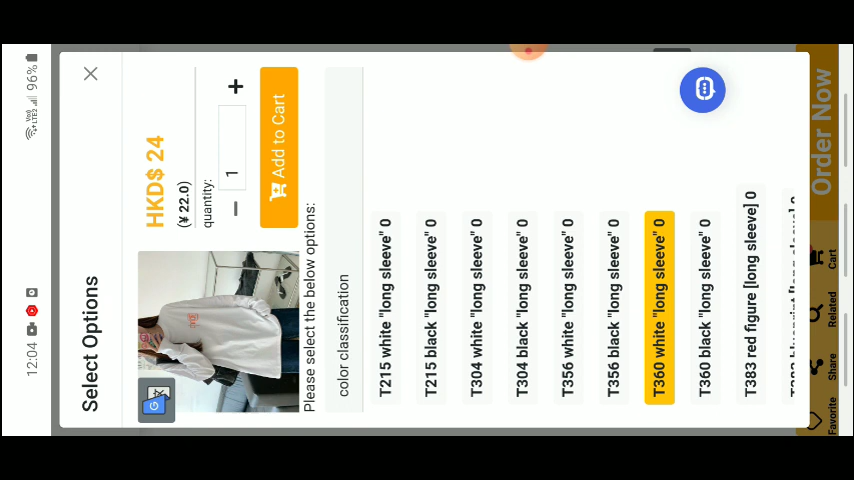 12:04
96%
Select Options
HKD$ 24
(¥ 22.0)
quantity:
− 1 +
Add to Cart
Please select the below options:
color classification
T215 white "long sleeve" 0
T215 black "long sleeve" 0
T304 white "long sleeve" 0
T304 black "long sleeve" 0
T356 white "long sleeve" 0
T356 black "long sleeve" 0
T360 white "long sleeve" 0
T360 black "long sleeve" 0
T383 red figure [long sleeve] 0
Favorite
Share
Related
Cart
Order Now